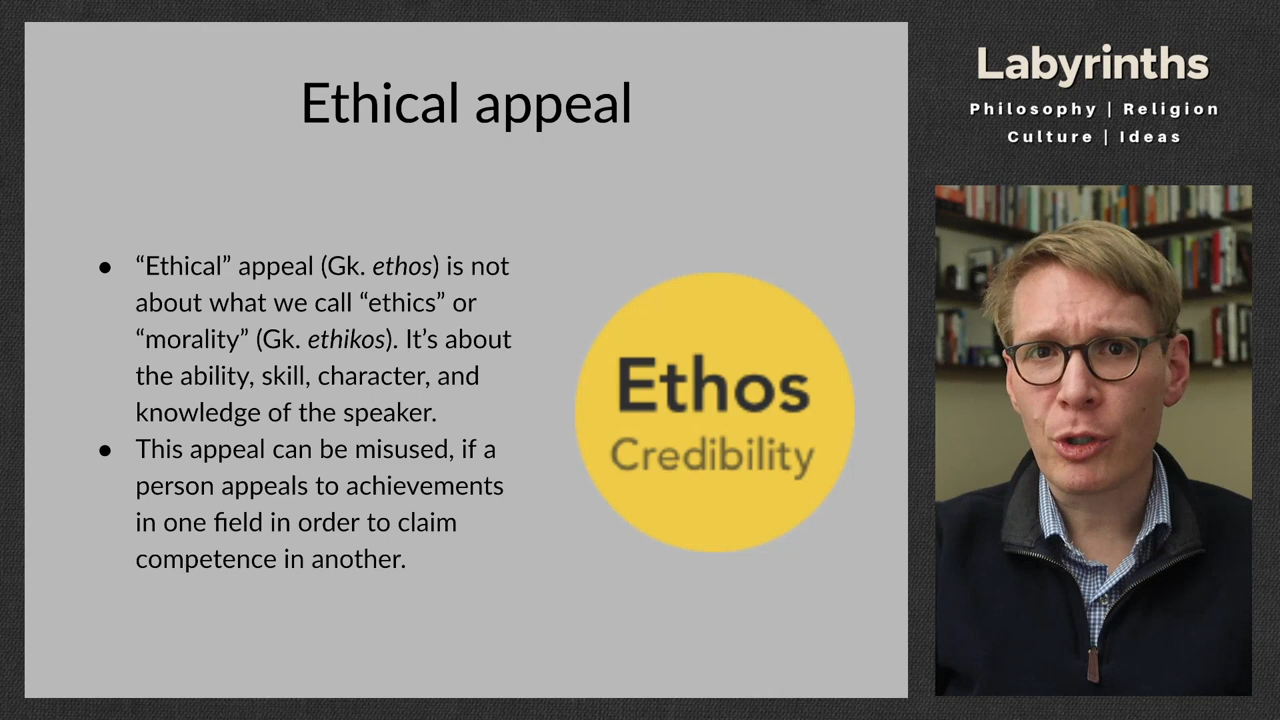 Ethical appeal
● “Ethical” appeal (Gk. ethos) is not
about what we call “ethics” or
“morality” (Gk. ethikos). It’s about
the ability, skill, character, and
knowledge of the speaker.
● This appeal can be misused, if a
person appeals to achievements
in one field in order to claim
competence in another.
Ethos
Credibility
Labyrinths
Philosophy | Religion
Culture | Ideas